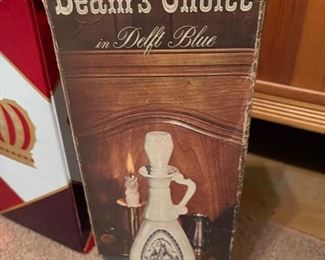 Beam's Choice
in Delft Blue